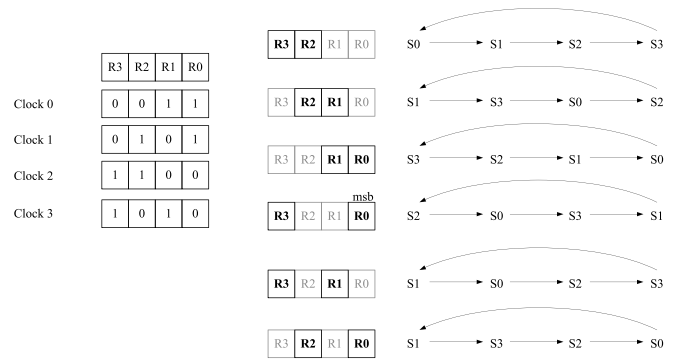 R3 R2 R1 R0
Clock 0 0 0 1 1
Clock 1 0 1 0 1
Clock 2 1 1 0 0
Clock 3 1 0 1 0
R3 R2 R1 R0 S0 S1 S2 S3
R3 R2 R1 R0 S1 S3 S0 S2
R3 R2 R1 R0 S3 S2 S1 S0
msb
R3 R2 R1 R0 S2 S0 S3 S1
R3 R2 R1 R0 S1 S0 S2 S3
R3 R2 R1 R0 S1 S3 S2 S0